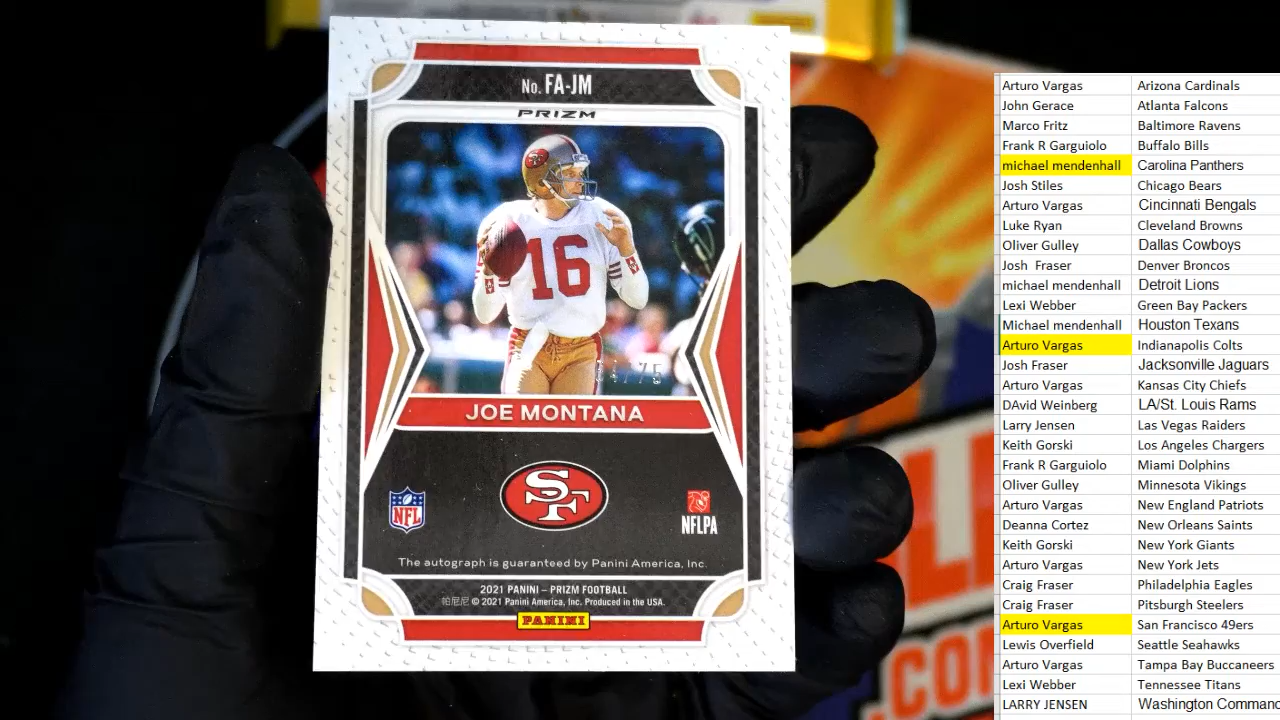 No. FA-JM
PRIZM
16
/75
JOE MONTANA
SF
NFL
NFLPA
The autograph is guaranteed by Panini America, Inc.
2021 PANINI – PRIZM FOOTBALL
帕尼尼 © 2021 Panini America, Inc. Produced in the USA.
PANINI
.COM
Arturo Vargas Arizona Cardinals
John Gerace Atlanta Falcons
Marco Fritz Baltimore Ravens
Frank R Garguiolo Buffalo Bills
michael mendenhall Carolina Panthers
Josh Stiles Chicago Bears
Arturo Vargas Cincinnati Bengals
Luke Ryan Cleveland Browns
Oliver Gulley Dallas Cowboys
Josh Fraser Denver Broncos
michael mendenhall Detroit Lions
Lexi Webber Green Bay Packers
Michael mendenhall Houston Texans
Arturo Vargas Indianapolis Colts
Josh Fraser Jacksonville Jaguars
Arturo Vargas Kansas City Chiefs
DAvid Weinberg LA/St. Louis Rams
Larry Jensen Las Vegas Raiders
Keith Gorski Los Angeles Chargers
Frank R Garguiolo Miami Dolphins
Oliver Gulley Minnesota Vikings
Arturo Vargas New England Patriots
Deanna Cortez New Orleans Saints
Keith Gorski New York Giants
Arturo Vargas New York Jets
Craig Fraser Philadelphia Eagles
Craig Fraser Pitsburgh Steelers
Arturo Vargas San Francisco 49ers
Lewis Overfield Seattle Seahawks
Arturo Vargas Tampa Bay Buccaneers
Lexi Webber Tennessee Titans
LARRY JENSEN Washington Command